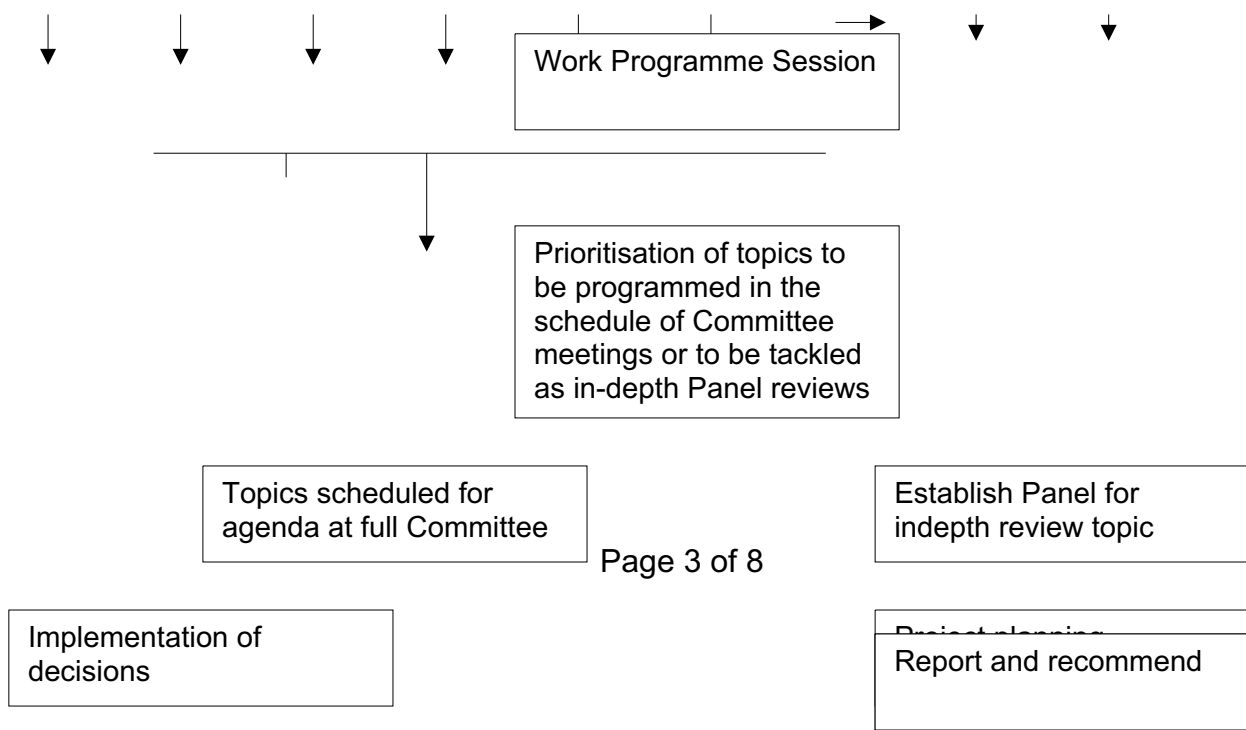 Work Programme Session
Prioritisation of topics to
be programmed in the
schedule of Committee
meetings or to be tackled
as in-depth Panel reviews
Topics scheduled for
agenda at full Committee
Establish Panel for
indepth review topic
Page 3 of 8
Implementation of
decisions
Project planning
Report and recommend